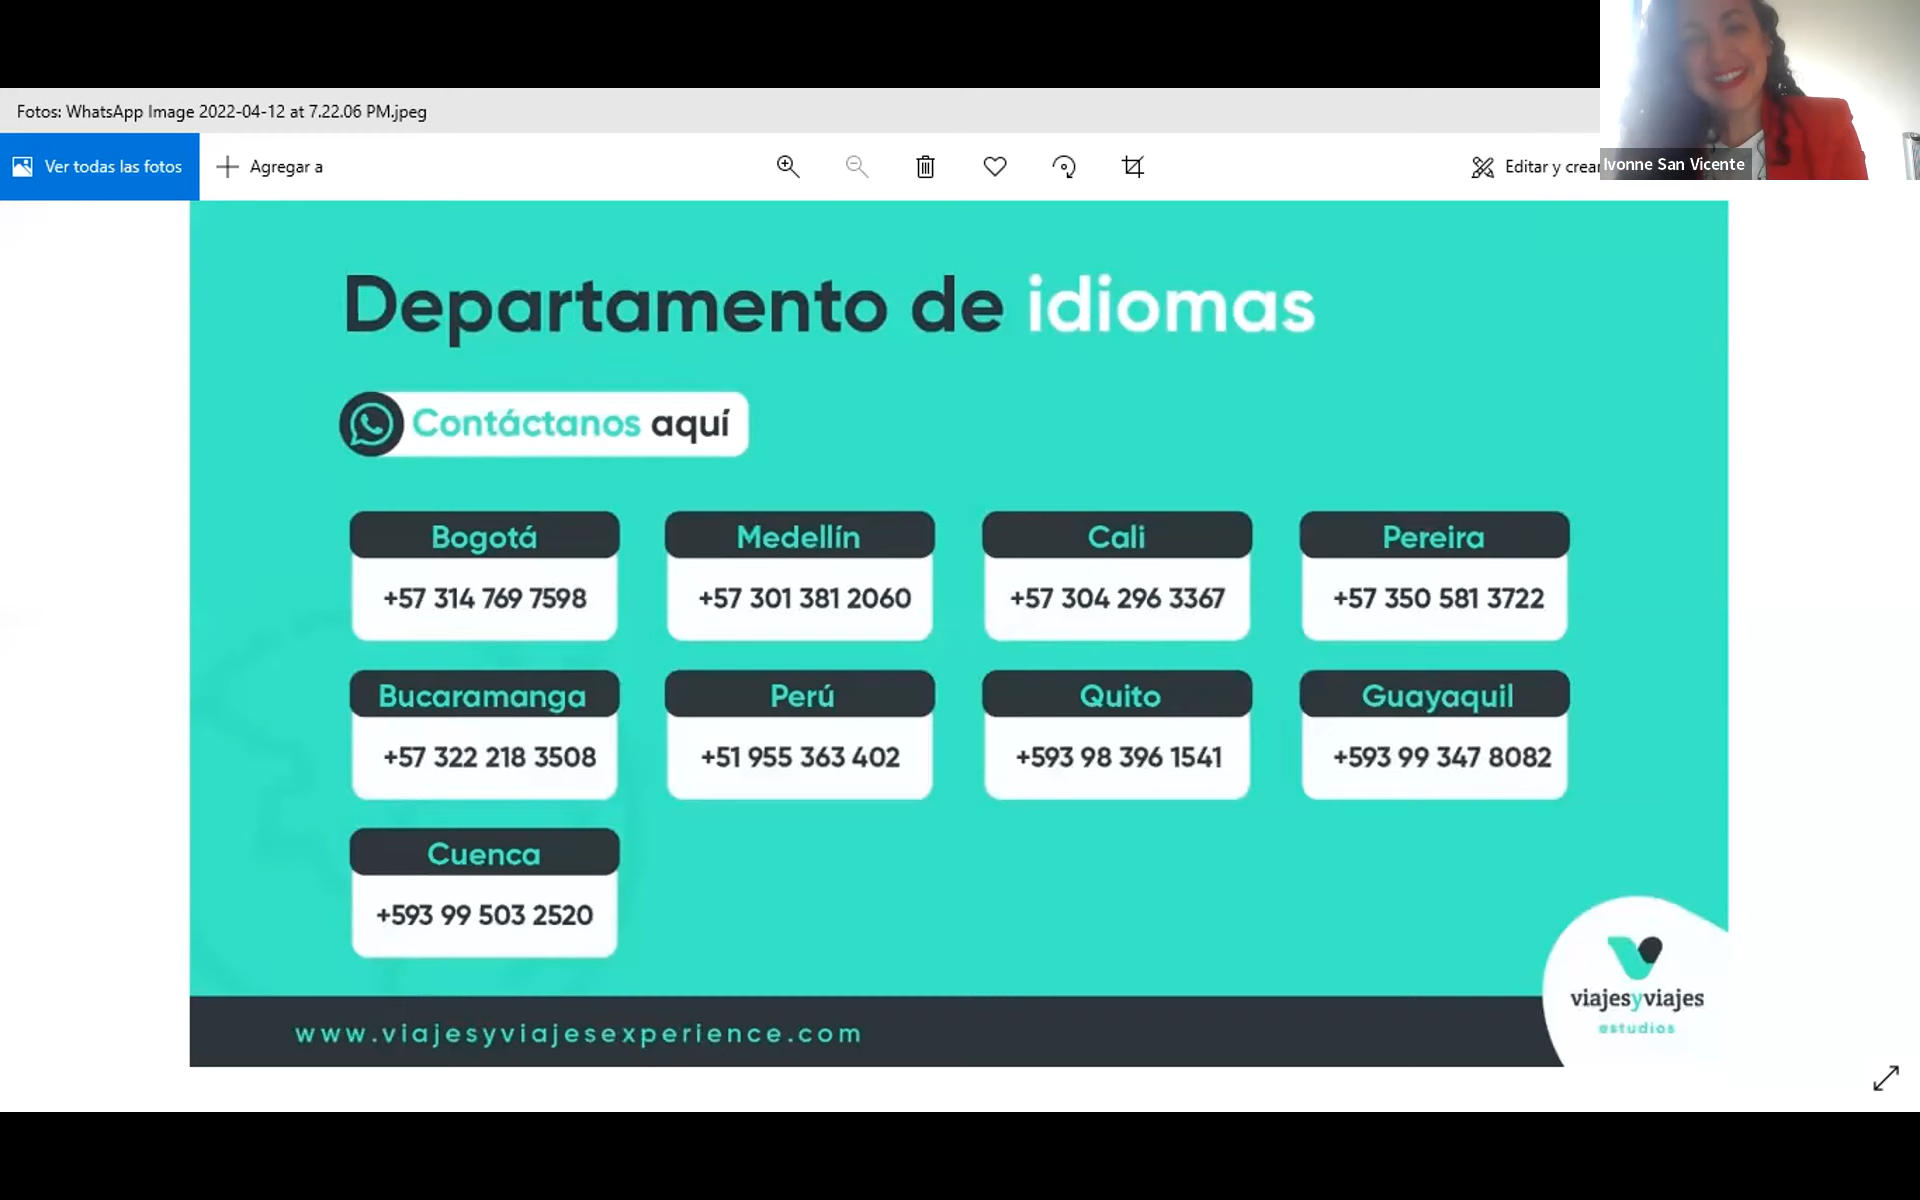 Fotos: WhatsApp Image 2022-04-12 at 7.22.06 PM.jpeg
Ver todas las fotos
Agregar a
Editar y crear
Ivonne San Vicente
Departamento de idiomas
Contáctanos aquí
Bogotá Medellín Cali Pereira
+57 314 769 7598 +57 301 381 2060 +57 304 296 3367 +57 350 581 3722
Bucaramanga Perú Quito Guayaquil
+57 322 218 3508 +51 955 363 402 +593 98 396 1541 +593 99 347 8082
Cuenca
+593 99 503 2520
viajesyviajes
estudios
www.viajesyviajesexperience.com